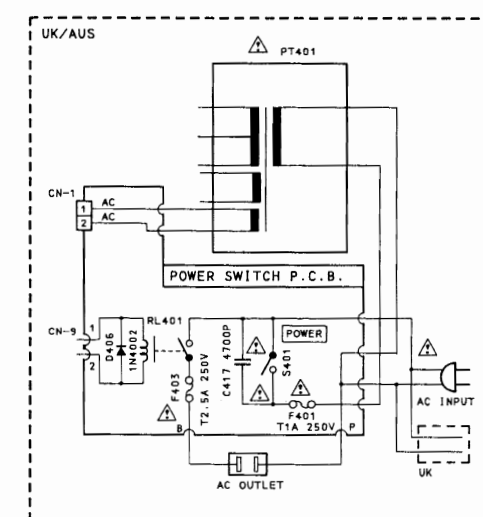 UK/AUS
PT401
CN-1
1 AC
2 AC
POWER SWITCH P.C.B.
CN-9
1
2
D406
1N4002
RL401
F403
T2.5A 250V
C417 4700P
POWER
S401
F401
T1A 250V
B
P
AC INPUT
UK
AC OUTLET